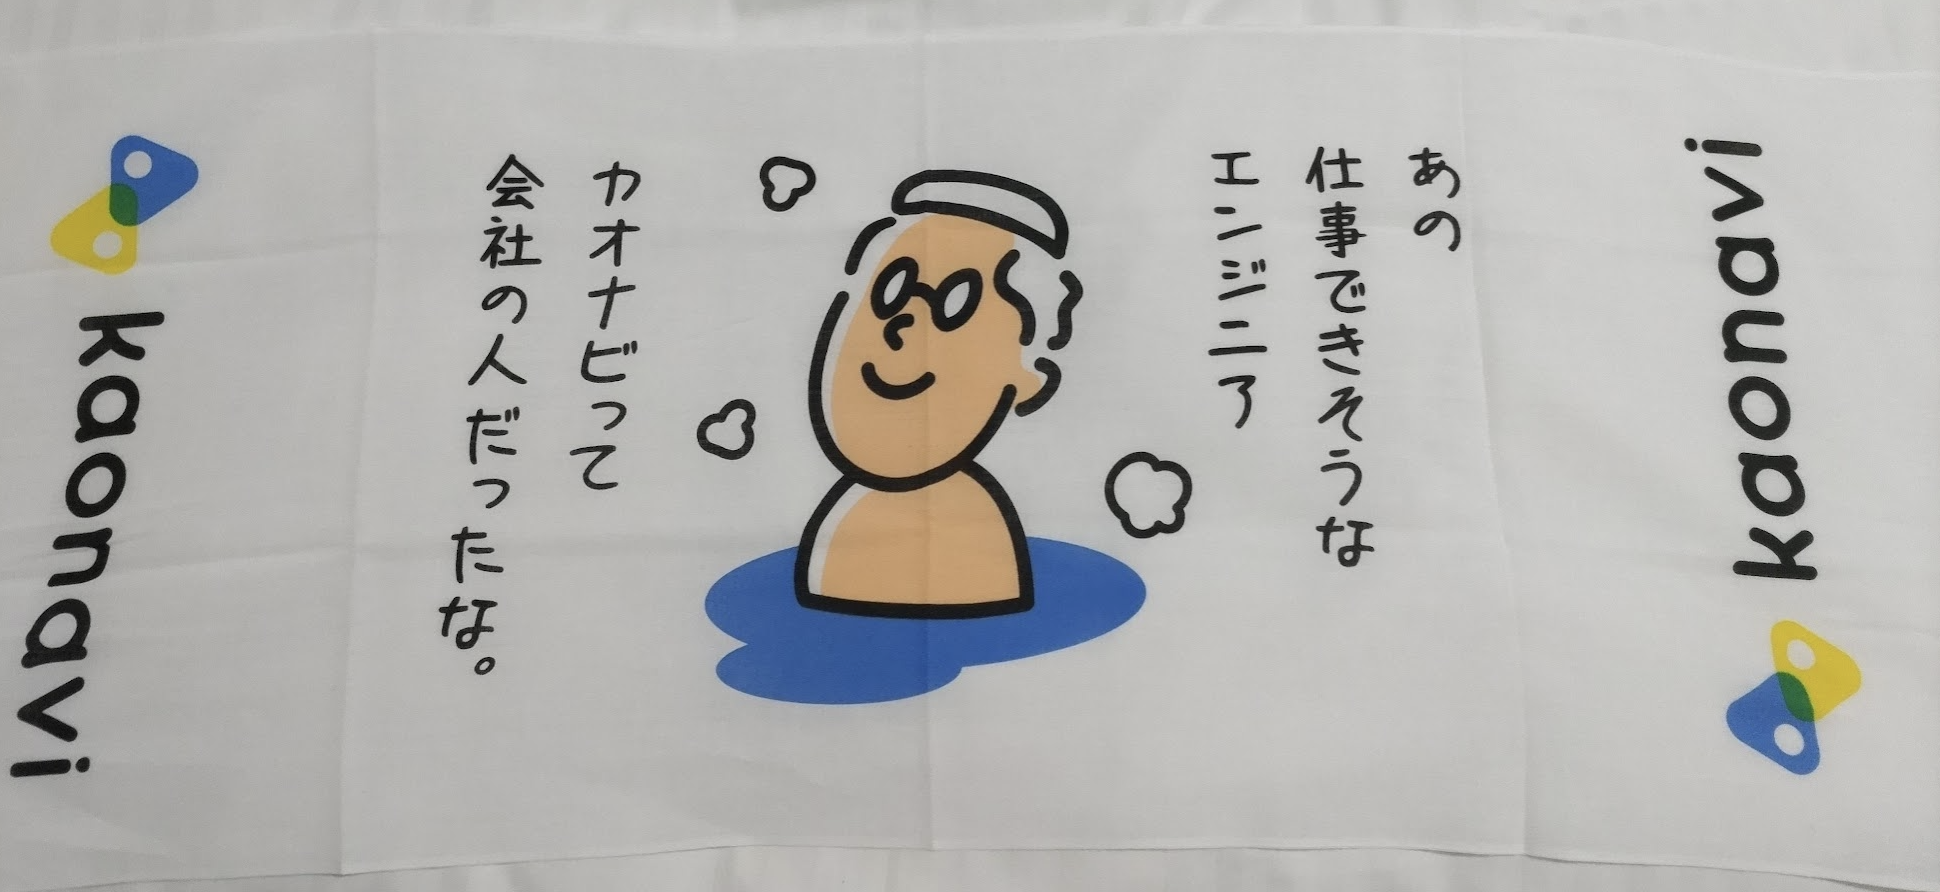 kaonavi
あの
仕事できそうな
エンジニア
カオナビって
会社の人だったな。
kaonavi